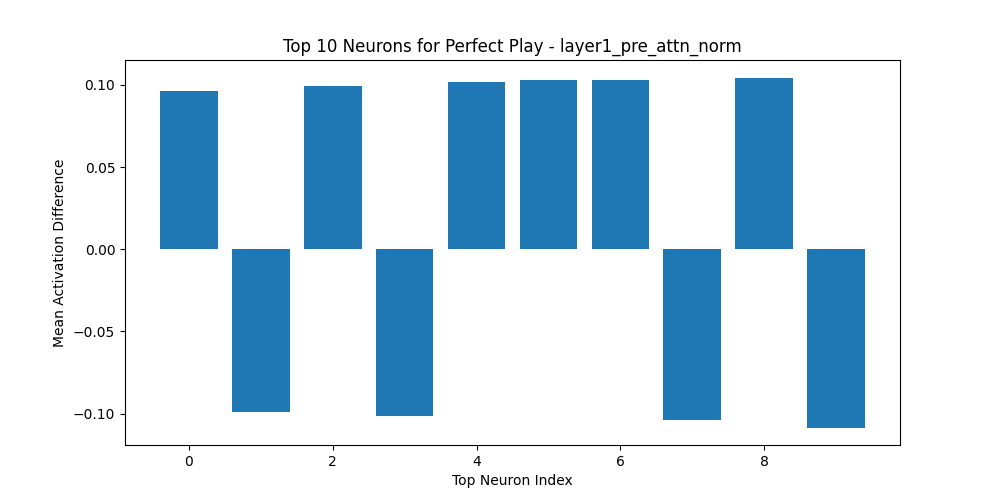 Top 10 Neurons for Perfect Play - layer1_pre_attn_norm
Mean Activation Difference
0.10
0.05
0.00
−0.05
−0.10
0 2 4 6 8
Top Neuron Index